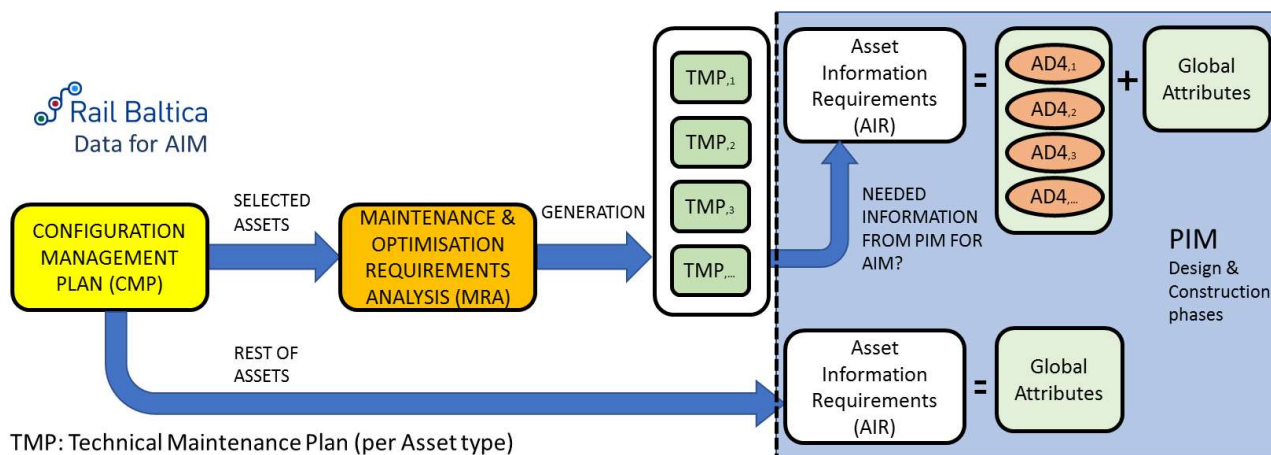 Rail Baltica
Data for AIM
CONFIGURATION
MANAGEMENT
PLAN (CMP)
SELECTED
ASSETS
MAINTENANCE &
OPTIMISATION
REQUIREMENTS
ANALYSIS (MRA)
GENERATION
TMP,1
TMP,2
TMP,3
TMP,...
NEEDED
INFORMATION
FROM PIM FOR
AIM?
Asset
Information
Requirements
(AIR)
=
AD4,1
AD4,2
AD4,3
AD4,...
+
Global
Attributes
PIM
Design &
Construction
phases
REST OF
ASSETS
Asset
Information
Requirements
(AIR)
=
Global
Attributes
TMP: Technical Maintenance Plan (per Asset type)